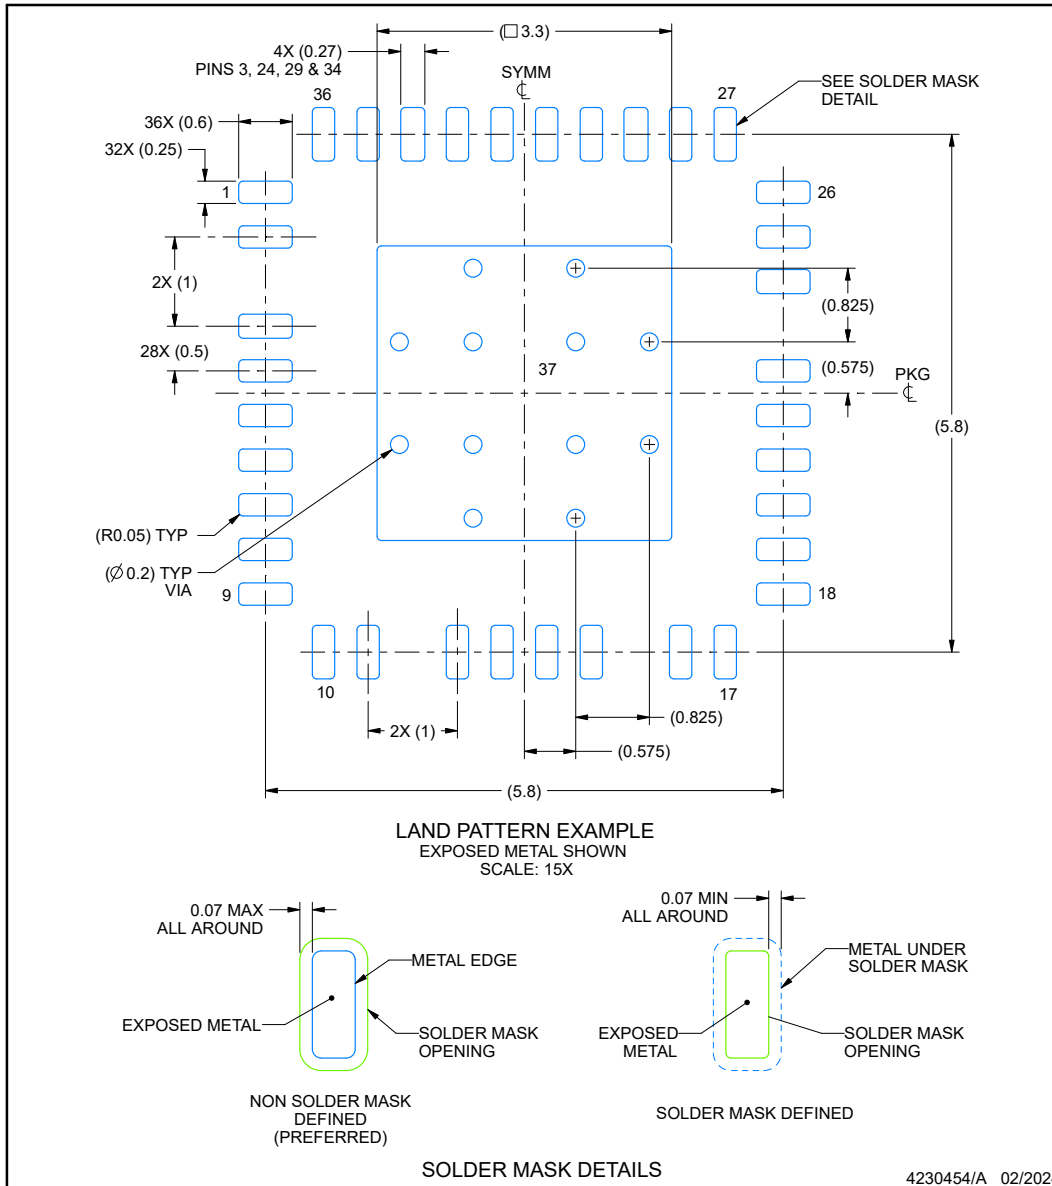 (□ 3.3)
4X (0.27)
PINS 3, 24, 29 & 34
SYMM
℄
36
27
SEE SOLDER MASK
DETAIL
36X (0.6)
32X (0.25)
1
26
2X (1)
(0.825)
28X (0.5)
37
(0.575)
PKG
℄
(5.8)
(R0.05) TYP
(∅ 0.2) TYP
VIA
9
18
10
17
(0.825)
2X (1)
(0.575)
(5.8)
LAND PATTERN EXAMPLE
EXPOSED METAL SHOWN
SCALE: 15X
0.07 MAX
ALL AROUND
METAL EDGE
EXPOSED METAL
SOLDER MASK
OPENING
NON SOLDER MASK
DEFINED
(PREFERRED)
0.07 MIN
ALL AROUND
METAL UNDER
SOLDER MASK
EXPOSED
METAL
SOLDER MASK
OPENING
SOLDER MASK DEFINED
SOLDER MASK DETAILS
4230454/A 02/202